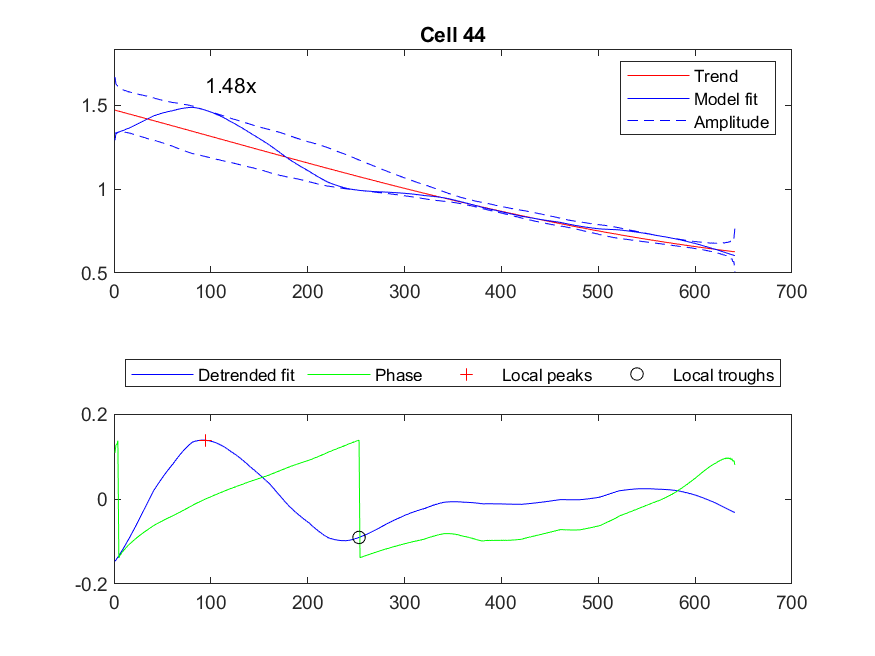 Cell 44
1.48x
Trend
Model fit
Amplitude
1.5
1
0.5
0 100 200 300 400 500 600 700
Detrended fit Phase Local peaks Local troughs
0.2
0
-0.2
0 100 200 300 400 500 600 700